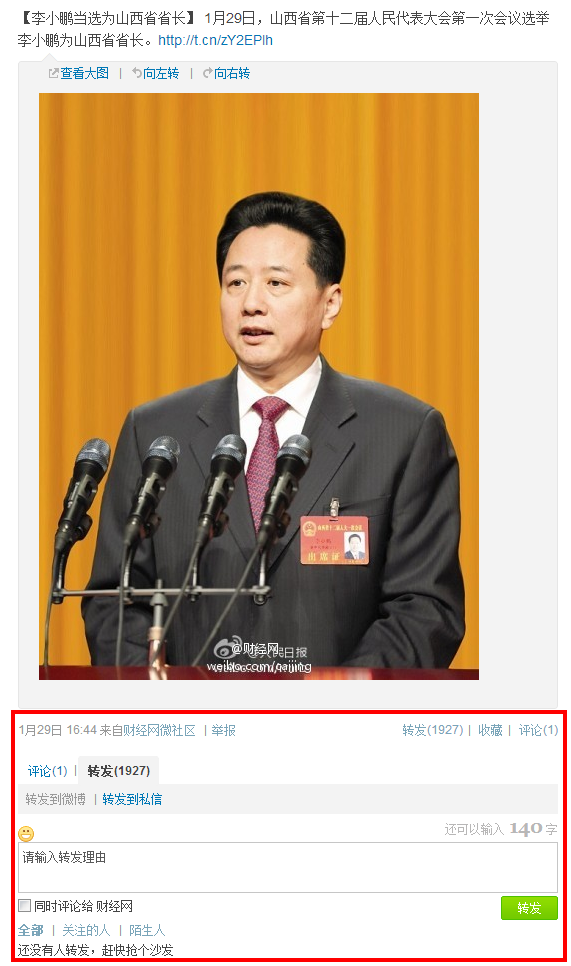 【李小鹏当选为山西省省长】 1月29日，山西省第十二届人民代表大会第一次会议选举
李小鹏为山西省省长。http://t.cn/zY2EPlh
查看大图 | 向左转 | 向右转
出席证
@财经网
人民日报
weibo.com/caijing
1月29日 16:44 来自财经网微社区 | 举报
转发(1927) | 收藏 | 评论(1)
评论(1) | 转发(1927)
转发到微博 | 转发到私信
还可以输入 140 字
请输入转发理由
同时评论给 财经网
转发
全部 | 关注的人 | 陌生人
还没有人转发，赶快抢个沙发